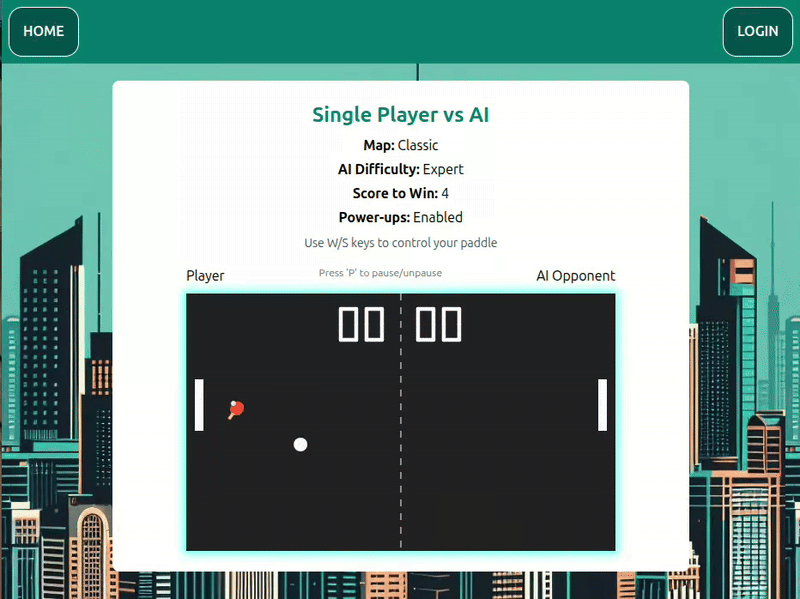 HOME
LOGIN
Single Player vs AI
Map: Classic
AI Difficulty: Expert
Score to Win: 4
Power-ups: Enabled
Use W/S keys to control your paddle
Player
Press 'P' to pause/unpause
AI Opponent
00 00